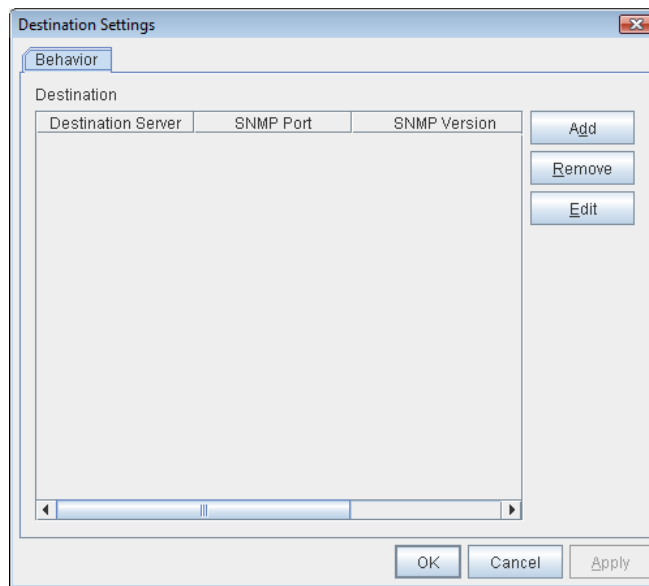 Destination Settings
Behavior
Destination
Destination Server SNMP Port SNMP Version
Add
Remove
Edit
OK Cancel Apply